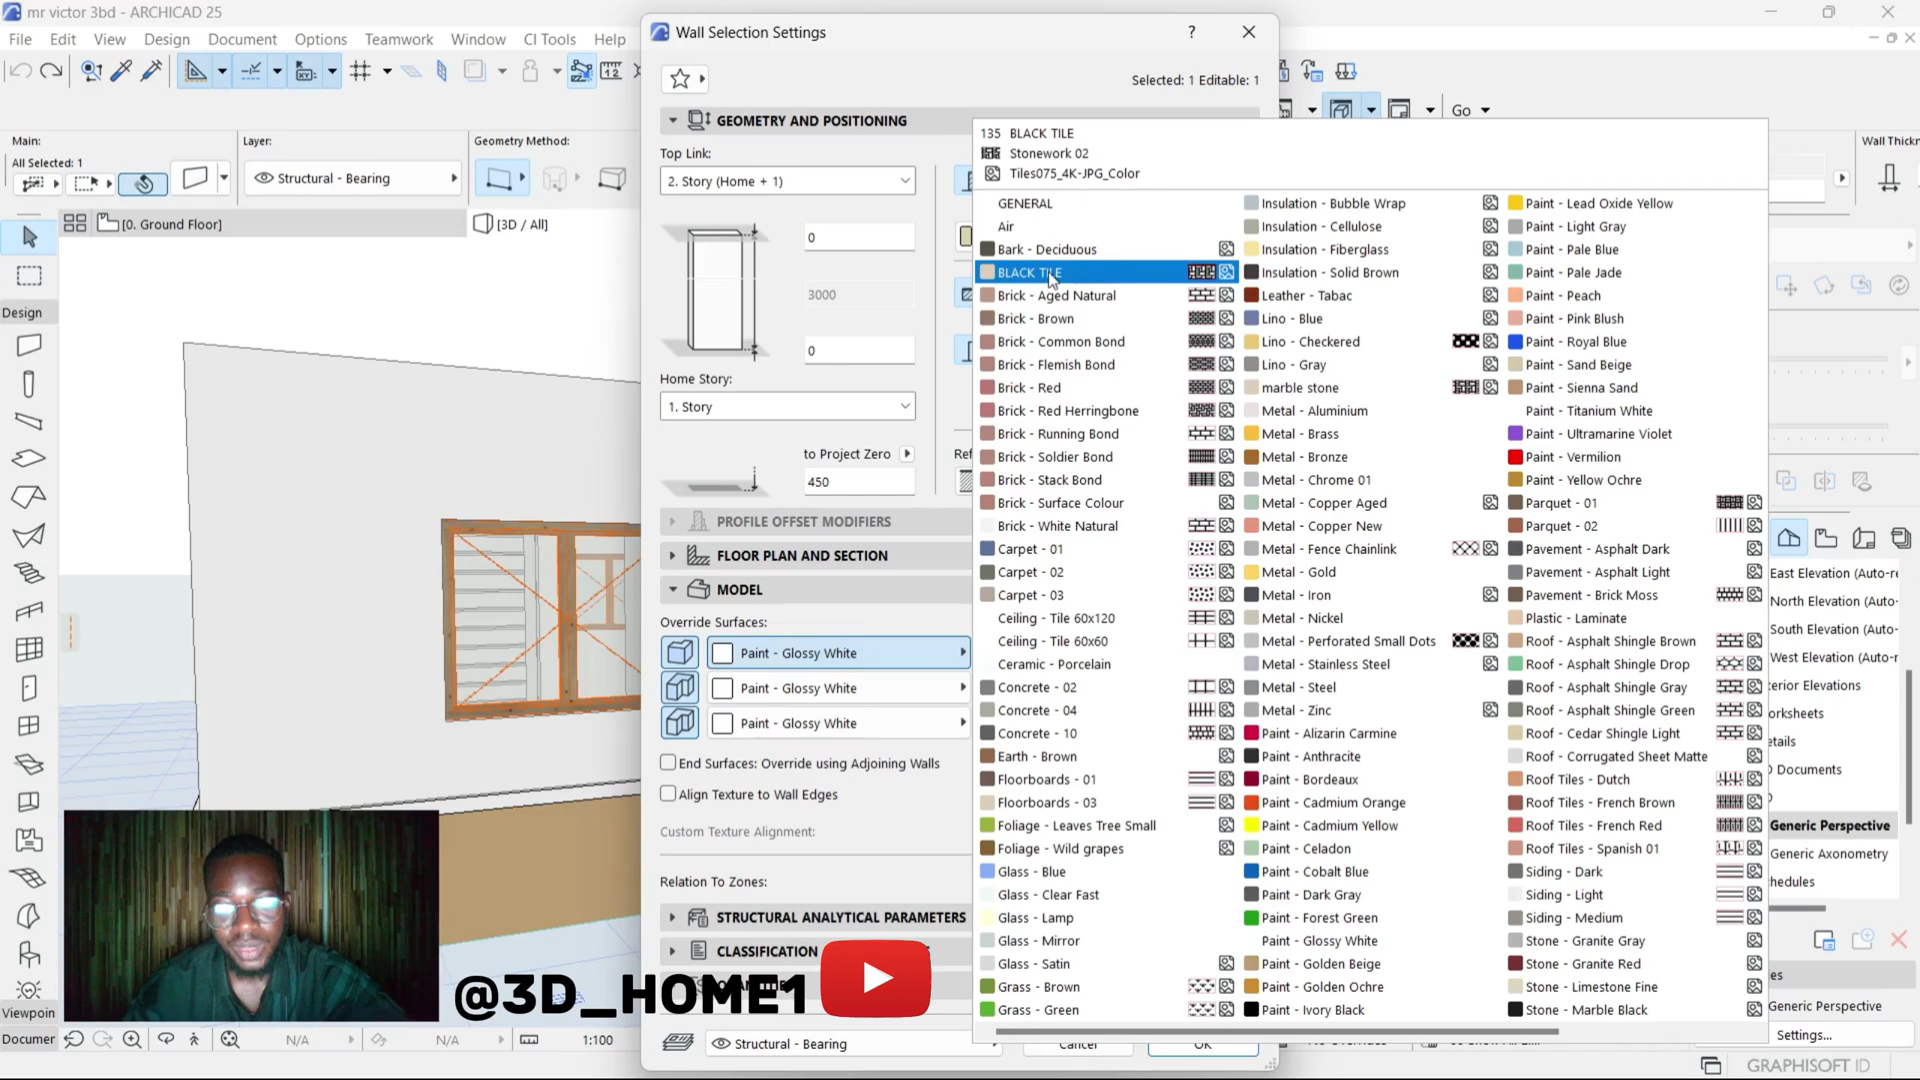 mr victor 3bd - ARCHICAD 25
File Edit View Design Document Options Teamwork Window CI Tools Help
Main:
All Selected: 1
Layer:
Structural - Bearing
Geometry Method:
[0. Ground Floor]
[3D / All]
Design
Viewpoin
Documer
N/A
N/A
1:100
Wall Selection Settings
?
Selected: 1 Editable: 1
GEOMETRY AND POSITIONING
Top Link:
2. Story (Home + 1)
0
3000
0
Home Story:
1. Story
to Project Zero
450
Ref
PROFILE OFFSET MODIFIERS
FLOOR PLAN AND SECTION
MODEL
Override Surfaces:
Paint - Glossy White
Paint - Glossy White
Paint - Glossy White
End Surfaces: Override using Adjoining Walls
Align Texture to Wall Edges
Custom Texture Alignment:
Relation To Zones:
STRUCTURAL ANALYTICAL PARAMETERS
CLASSIFICATION
@3D_HOME1
Structural - Bearing
Cancel
OK
135 BLACK TILE
Stonework 02
Tiles075_4K-JPG_Color
GENERAL
Air
Bark - Deciduous
BLACK TILE
Brick - Aged Natural
Brick - Brown
Brick - Common Bond
Brick - Flemish Bond
Brick - Red
Brick - Red Herringbone
Brick - Running Bond
Brick - Soldier Bond
Brick - Stack Bond
Brick - Surface Colour
Brick - White Natural
Carpet - 01
Carpet - 02
Carpet - 03
Ceiling - Tile 60x120
Ceiling - Tile 60x60
Ceramic - Porcelain
Concrete - 02
Concrete - 04
Concrete - 10
Earth - Brown
Floorboards - 01
Floorboards - 03
Foliage - Leaves Tree Small
Foliage - Wild grapes
Glass - Blue
Glass - Clear Fast
Glass - Lamp
Glass - Mirror
Glass - Satin
Grass - Brown
Grass - Green
Insulation - Bubble Wrap
Insulation - Cellulose
Insulation - Fiberglass
Insulation - Solid Brown
Leather - Tabac
Lino - Blue
Lino - Checkered
Lino - Gray
marble stone
Metal - Aluminium
Metal - Brass
Metal - Bronze
Metal - Chrome 01
Metal - Copper Aged
Metal - Copper New
Metal - Fence Chainlink
Metal - Gold
Metal - Iron
Metal - Nickel
Metal - Perforated Small Dots
Metal - Stainless Steel
Metal - Steel
Metal - Zinc
Paint - Alizarin Carmine
Paint - Anthracite
Paint - Bordeaux
Paint - Cadmium Orange
Paint - Cadmium Yellow
Paint - Celadon
Paint - Cobalt Blue
Paint - Dark Gray
Paint - Forest Green
Paint - Glossy White
Paint - Golden Beige
Paint - Golden Ochre
Paint - Ivory Black
Paint - Lead Oxide Yellow
Paint - Light Gray
Paint - Pale Blue
Paint - Pale Jade
Paint - Peach
Paint - Pink Blush
Paint - Royal Blue
Paint - Sand Beige
Paint - Sienna Sand
Paint - Titanium White
Paint - Ultramarine Violet
Paint - Vermilion
Paint - Yellow Ochre
Parquet - 01
Parquet - 02
Pavement - Asphalt Dark
Pavement - Asphalt Light
Pavement - Brick Moss
Plastic - Laminate
Roof - Asphalt Shingle Brown
Roof - Asphalt Shingle Drop
Roof - Asphalt Shingle Gray
Roof - Asphalt Shingle Green
Roof - Cedar Shingle Light
Roof - Corrugated Sheet Matte
Roof Tiles - Dutch
Roof Tiles - French Brown
Roof Tiles - French Red
Roof Tiles - Spanish 01
Siding - Dark
Siding - Light
Siding - Medium
Stone - Granite Gray
Stone - Granite Red
Stone - Limestone Fine
Stone - Marble Black
Go
Wall Thickn
East Elevation (Auto-re
North Elevation (Auto-
South Elevation (Auto-
West Elevation (Auto-r
terior Elevations
orksheets
etails
D Documents
Generic Perspective
Generic Axonometry
hedules
es
Generic Perspective
Settings...
GRAPHISOFT ID